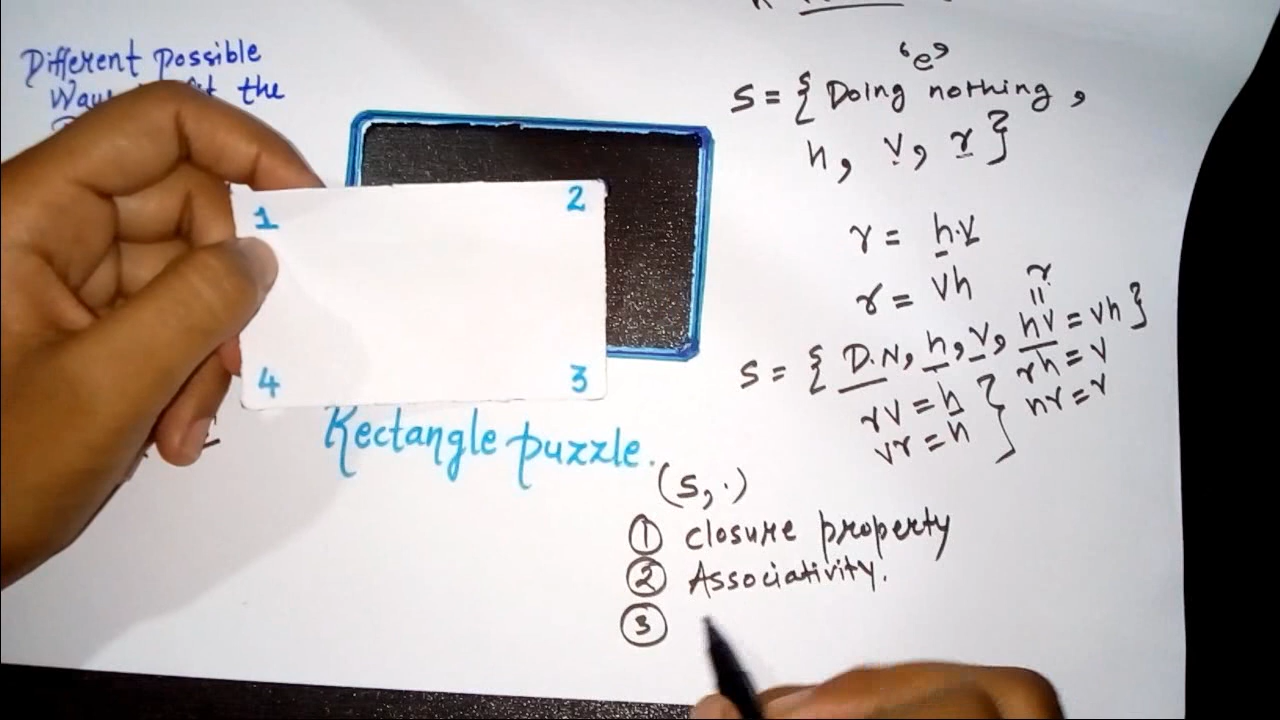 Different Possible
the
1 2
4 3
Rectangle puzzle.
'e'
S = { Doing nothing ,
h, v, r }
r = h.v
r = vh
r
=
S = { D.N, h, v, hv = vh }
rv = h } rh = v
vr = h hr = v
(S, .)
① closure property
② Associativity.
③